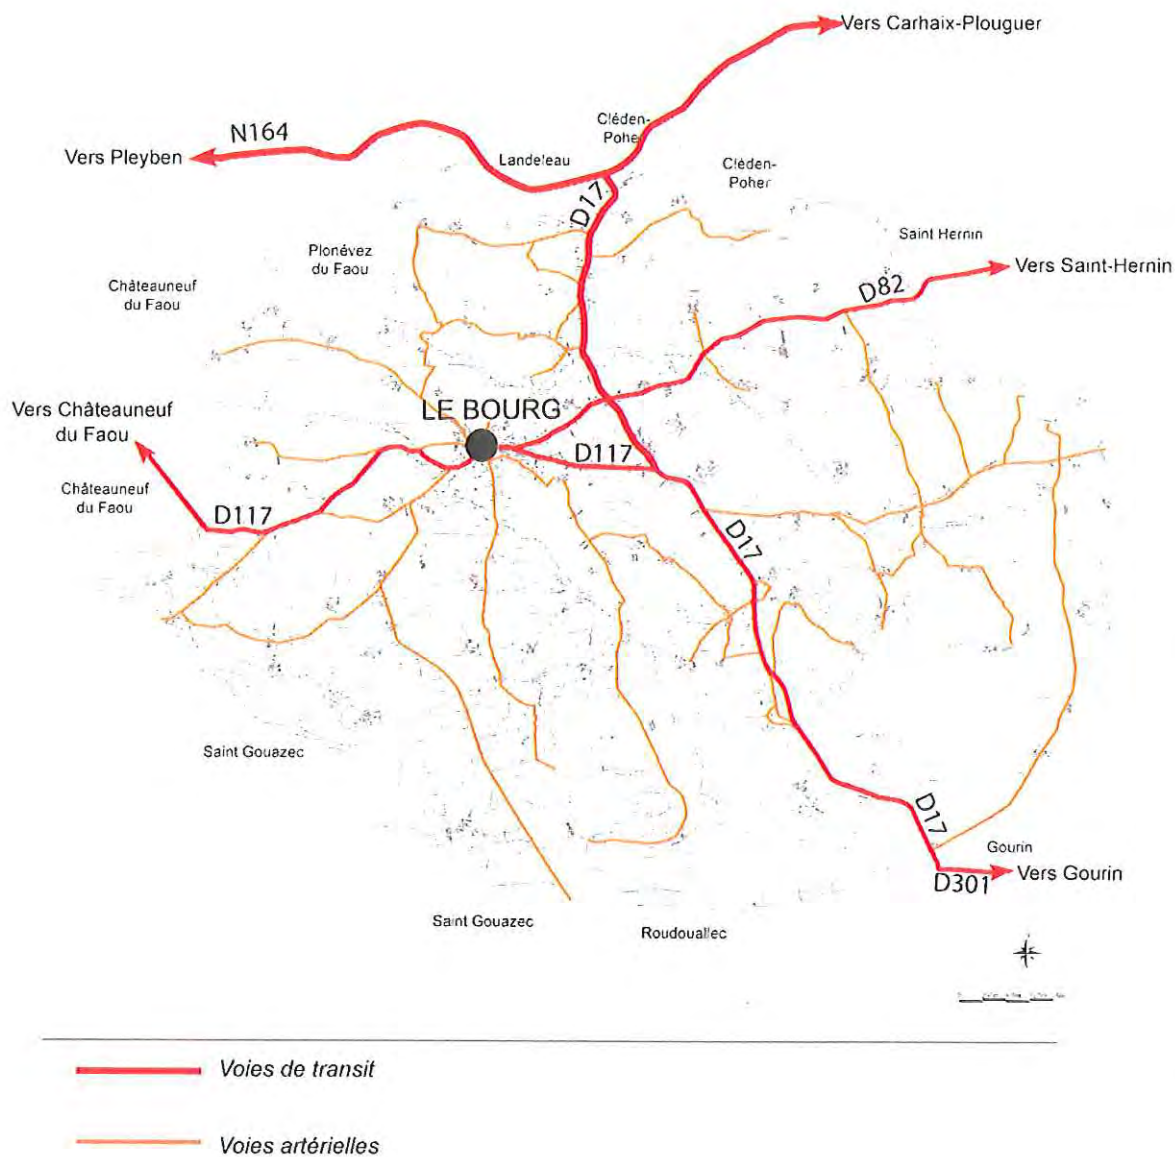 Vers Carhaix-Plouguer
Cléden-
Poher
N164
Vers Pleyben
Landeleau
Cléden-
Poher
D17
Saint Hernin
Plonévez
du Faou
Vers Saint-Hernin
Châteauneuf
du Faou
D82
Vers Châteauneuf
du Faou
LE BOURG
D117
Châteauneuf
du Faou
D117
D17
Saint Gouazec
D17
Gourin
Vers Gourin
D301
Saint Gouazec
Roudouallec
Voies de transit
Voies artérielles